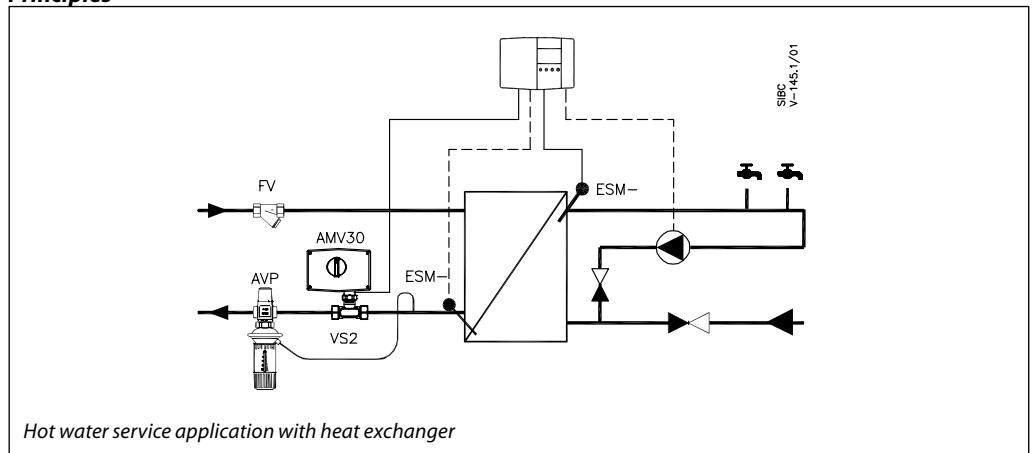 Principles
SIBC
V-145.1/01
ESM-
FV
AMV30
ESM-
AVP
VS2
Hot water service application with heat exchanger